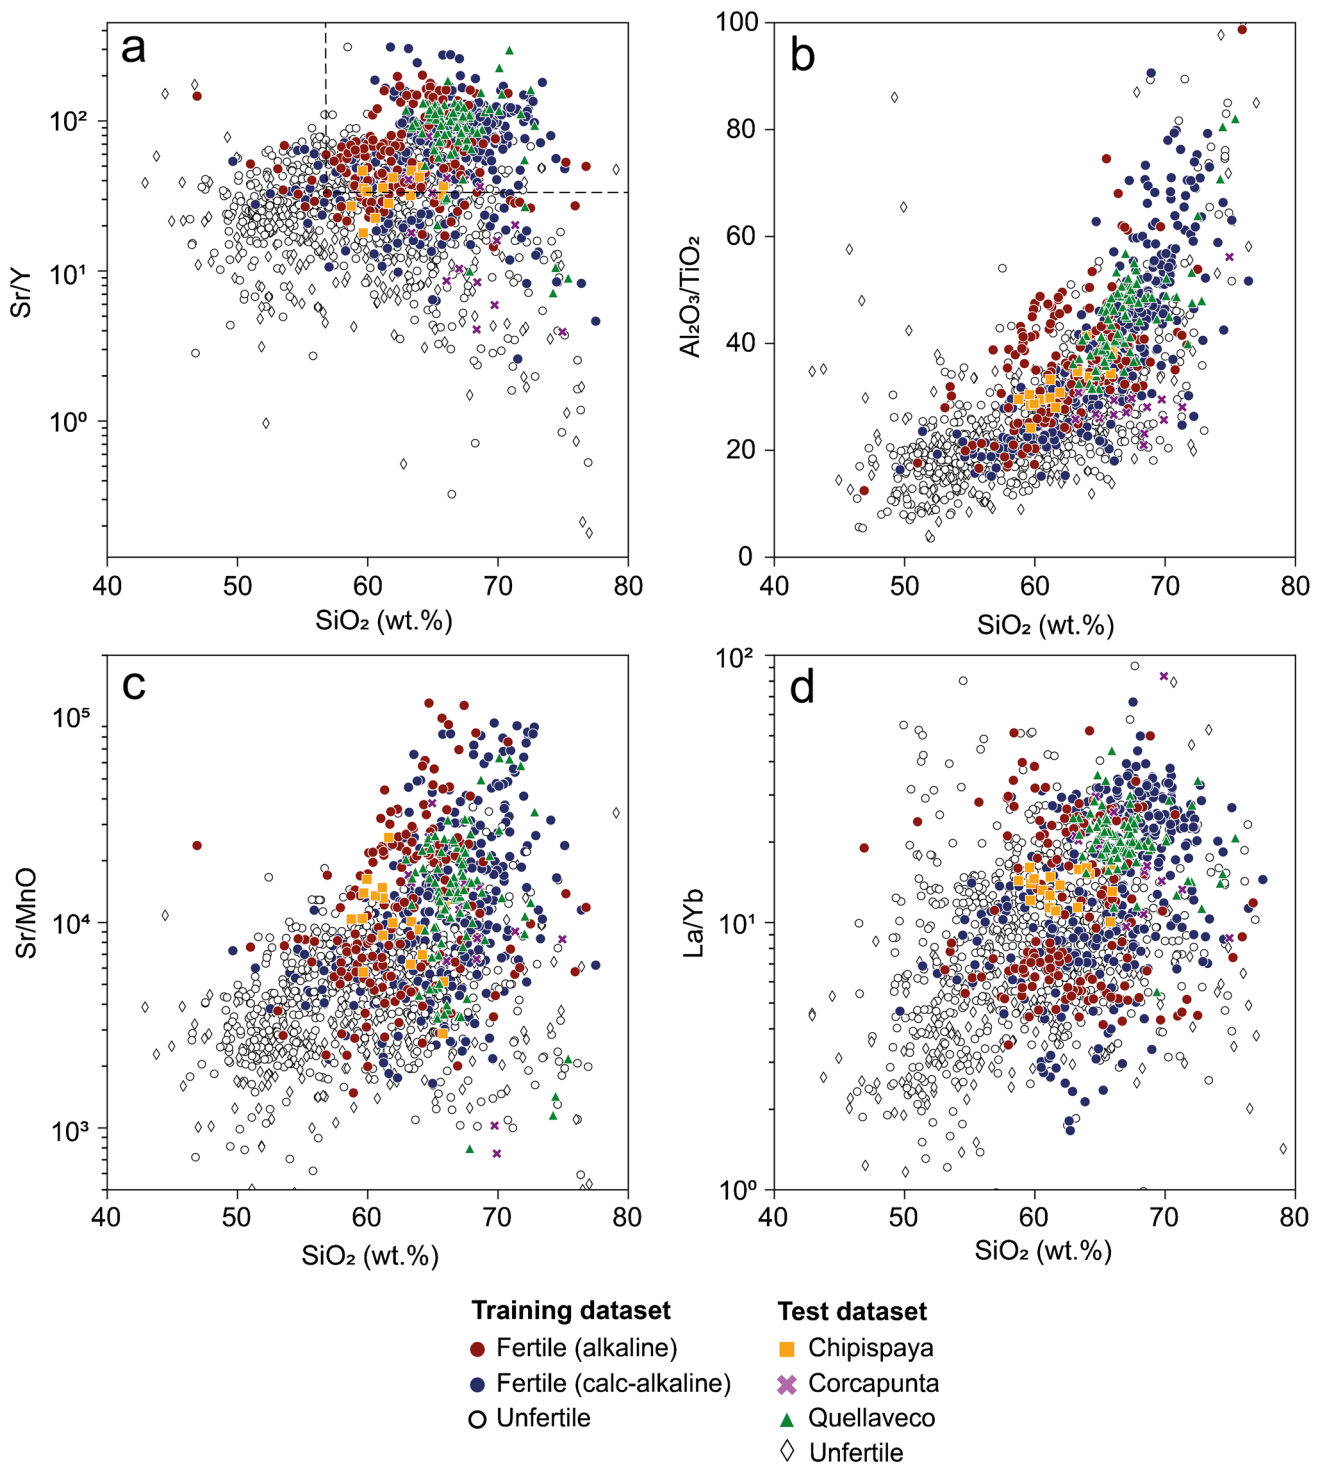 a
Sr/Y
10²
10¹
10⁰
40 50 60 70 80
SiO₂ (wt.%)
b
Al₂O₃/TiO₂
100
80
60
40
20
0
40 50 60 70 80
SiO₂ (wt.%)
c
Sr/MnO
10⁵
10⁴
10³
40 50 60 70 80
SiO₂ (wt.%)
d
La/Yb
10²
10¹
10⁰
40 50 60 70 80
SiO₂ (wt.%)
Training dataset
Fertile (alkaline)
Fertile (calc-alkaline)
Unfertile
Test dataset
Chipispaya
Corcapunta
Quellaveco
Unfertile